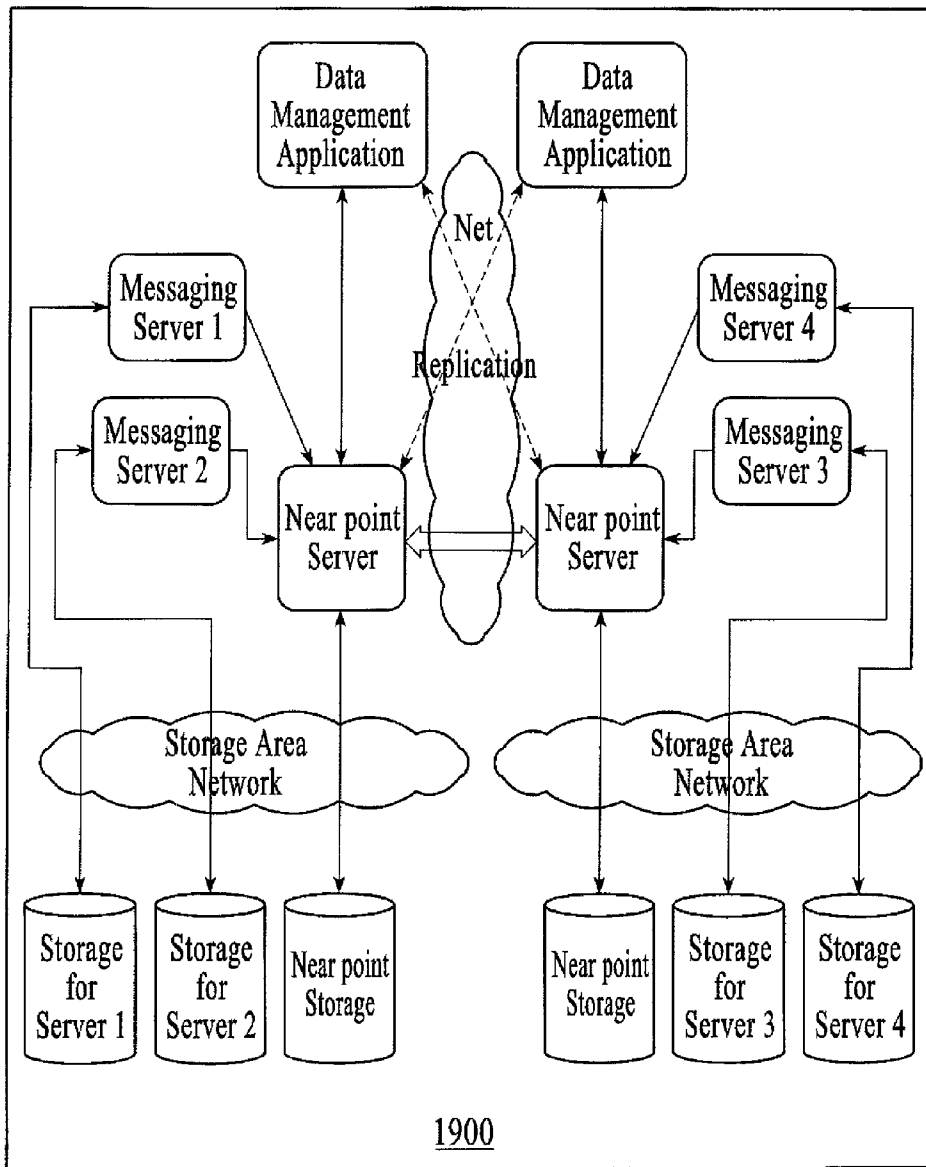 Data
Management
Application
Data
Management
Application
Net
Messaging
Server 1
Messaging
Server 4
Replication
Messaging
Server 2
Messaging
Server 3
Near point
Server
Near point
Server
Storage Area
Network
Storage Area
Network
Storage
for
Server 1
Storage
for
Server 2
Near point
Storage
Near point
Storage
Storage
for
Server 3
Storage
for
Server 4
1900